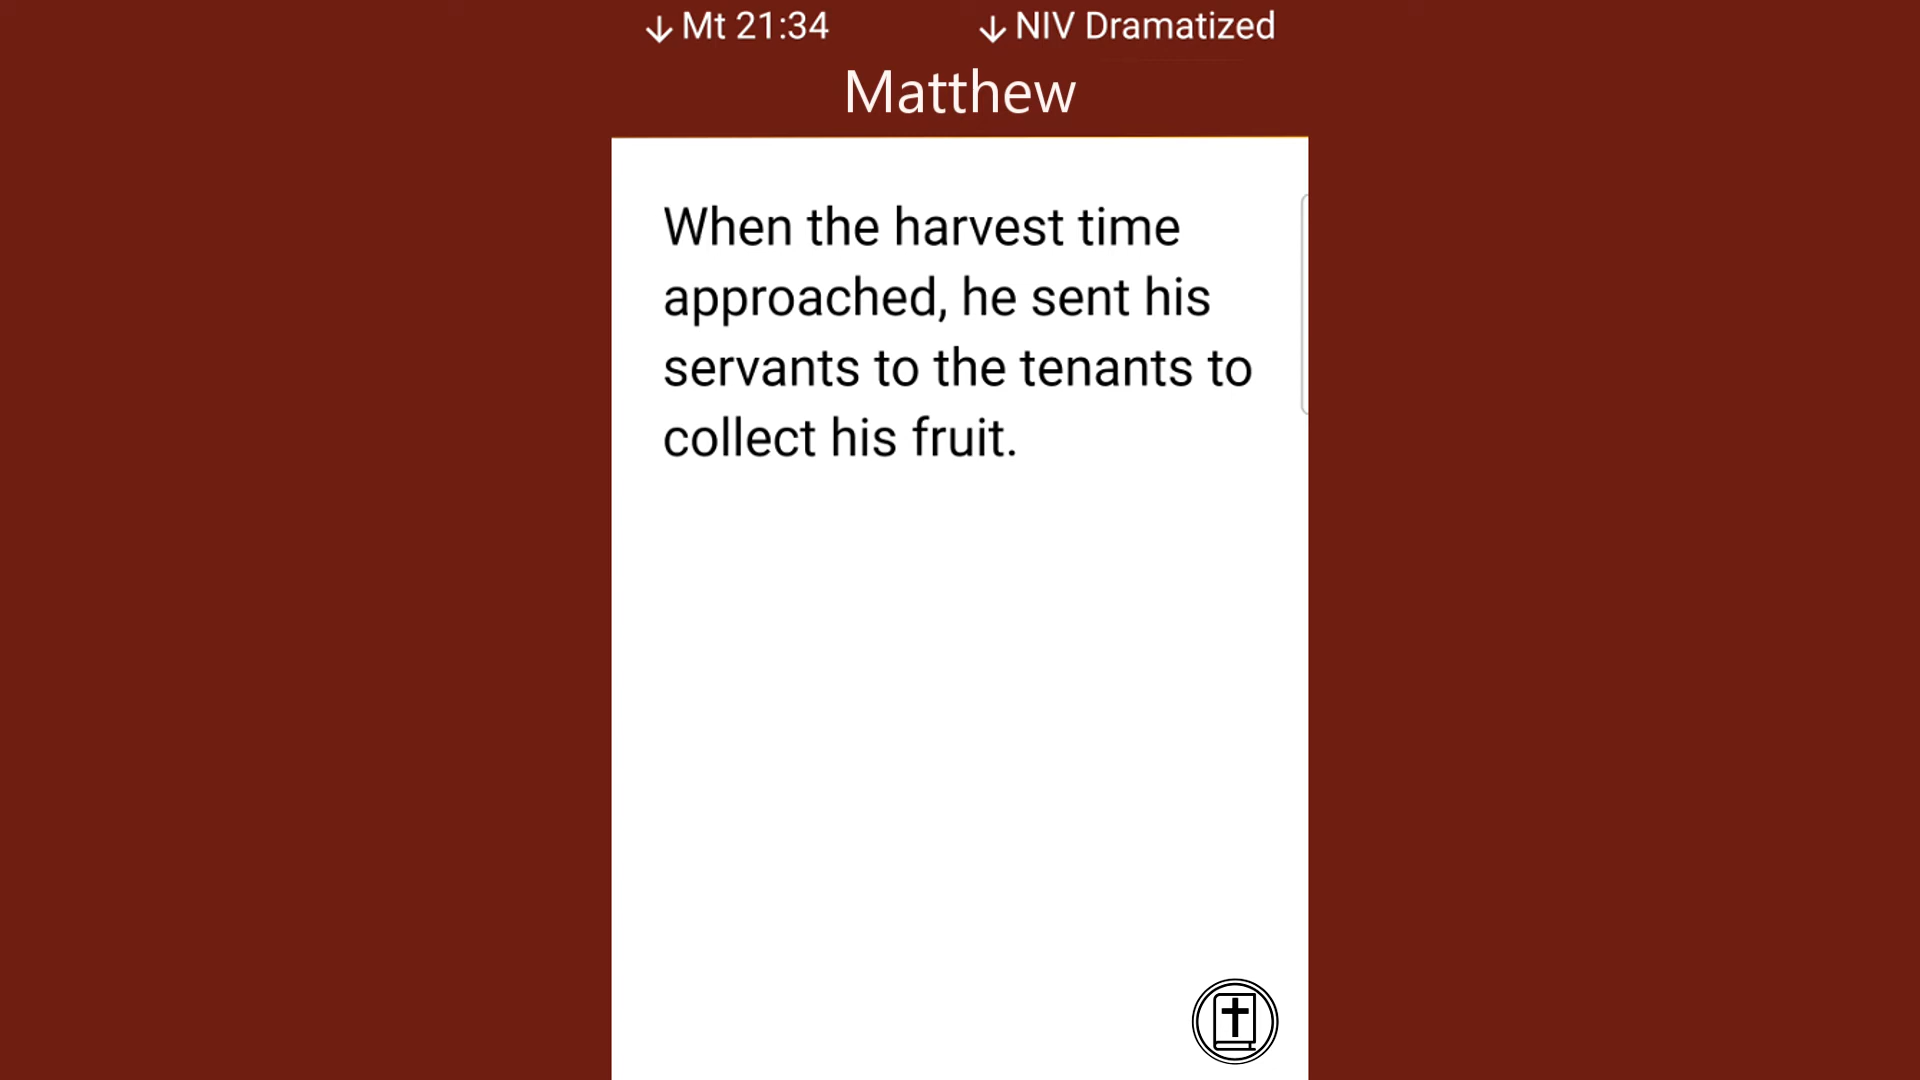 ↓ Mt 21:34 ↓ NIV Dramatized
Matthew
When the harvest time
approached, he sent his
servants to the tenants to
collect his fruit.